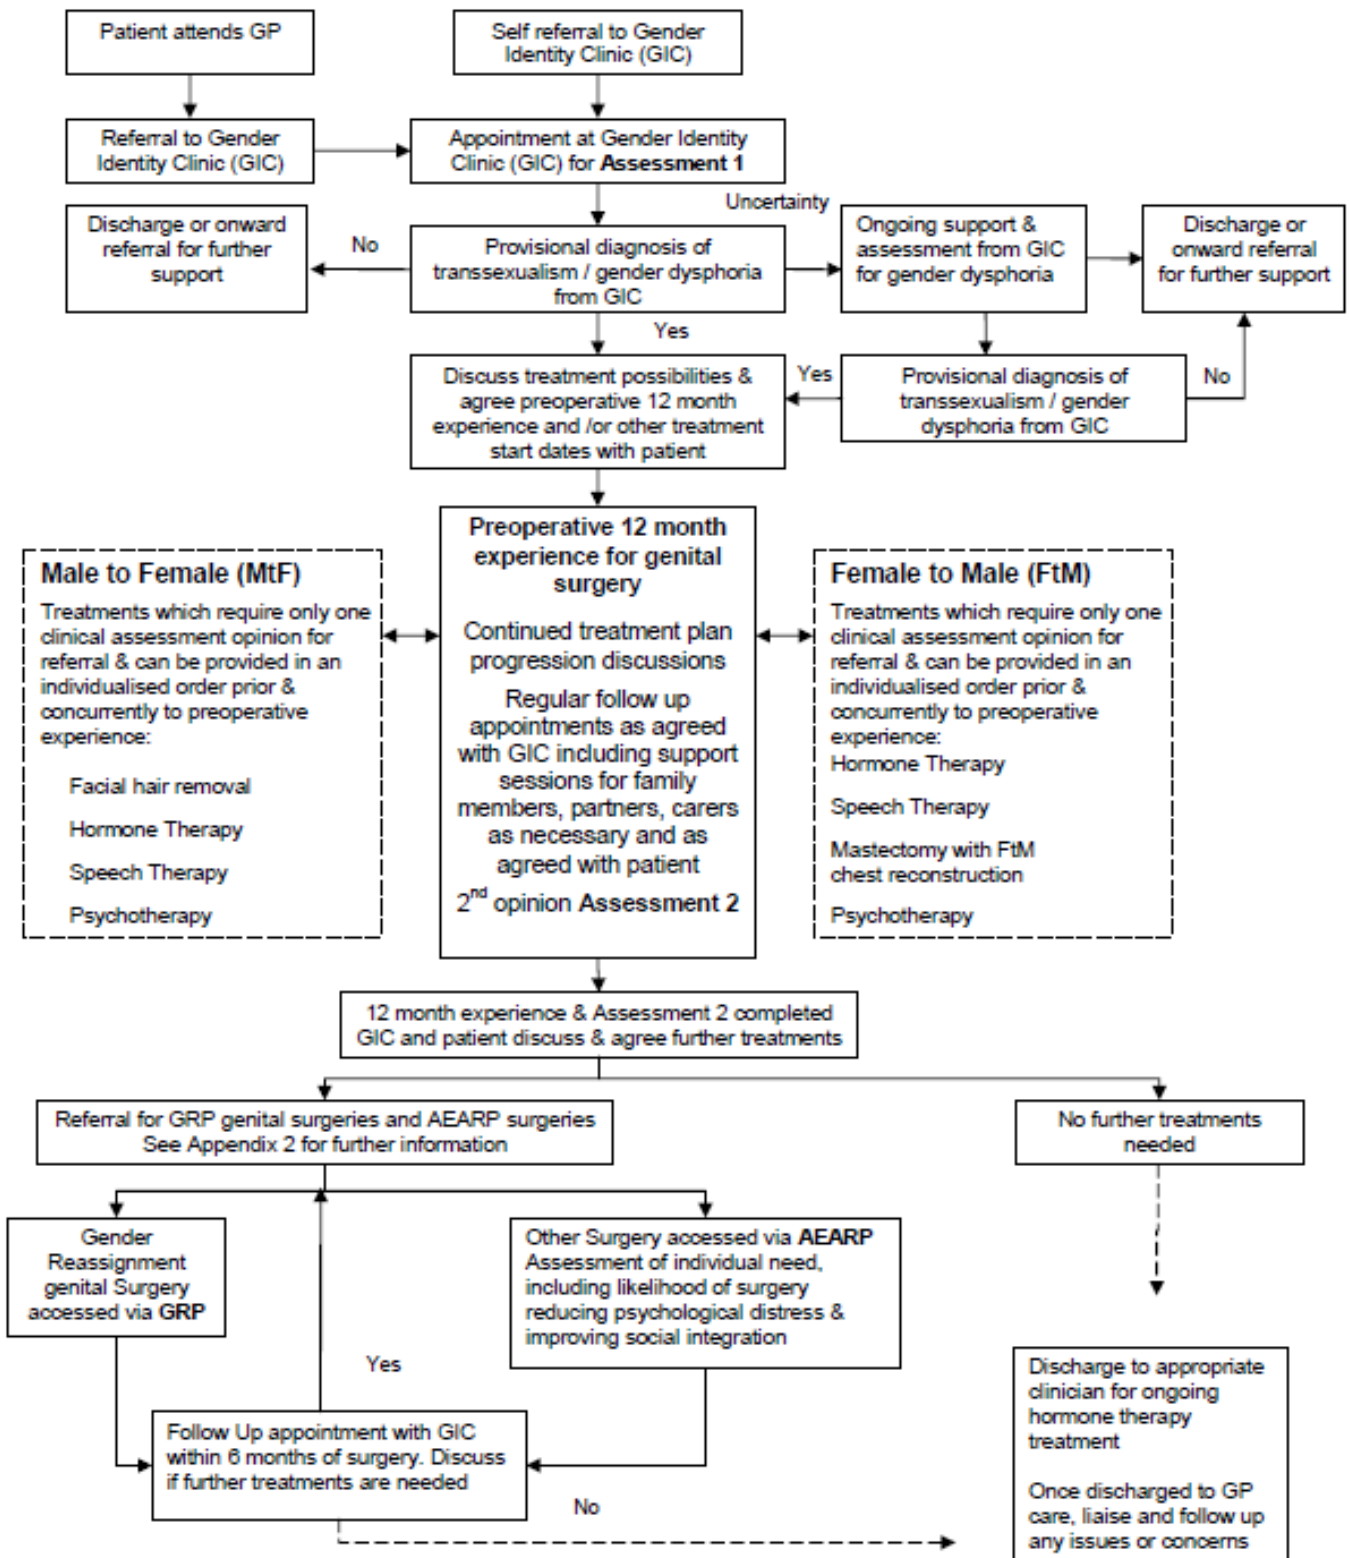 Patient attends GP
Self referral to Gender
Identity Clinic (GIC)
Referral to Gender
Identity Clinic (GIC)
Appointment at Gender Identity
Clinic (GIC) for Assessment 1
Uncertainty
Discharge or onward
referral for further
support
No
Provisional diagnosis of
transsexualism / gender dysphoria
from GIC
Ongoing support &
assessment from GIC
for gender dysphoria
Discharge or
onward referral
for further support
Yes
Discuss treatment possibilities &
agree preoperative 12 month
experience and /or other treatment
start dates with patient
Yes
Provisional diagnosis of
transsexualism / gender
dysphoria from GIC
No
Male to Female (MtF)
Treatments which require only one
clinical assessment opinion for
referral & can be provided in an
individualised order prior &
concurrently to preoperative
experience:
Facial hair removal
Hormone Therapy
Speech Therapy
Psychotherapy
Preoperative 12 month
experience for genital
surgery
Continued treatment plan
progression discussions
Regular follow up
appointments as agreed
with GIC including support
sessions for family
members, partners, carers
as necessary and as
agreed with patient
2nd opinion Assessment 2
Female to Male (FtM)
Treatments which require only one
clinical assessment opinion for
referral & can be provided in an
individualised order prior &
concurrently to preoperative
experience:
Hormone Therapy
Speech Therapy
Mastectomy with FtM
chest reconstruction
Psychotherapy
12 month experience & Assessment 2 completed
GIC and patient discuss & agree further treatments
Referral for GRP genital surgeries and AEARP surgeries
See Appendix 2 for further information
No further treatments
needed
Gender
Reassignment
genital Surgery
accessed via GRP
Other Surgery accessed via AEARP
Assessment of individual need,
including likelihood of surgery
reducing psychological distress &
improving social integration
Yes
Follow Up appointment with GIC
within 6 months of surgery. Discuss
if further treatments are needed
No
Discharge to appropriate
clinician for ongoing
hormone therapy
treatment
Once discharged to GP
care, liaise and follow up
any issues or concerns